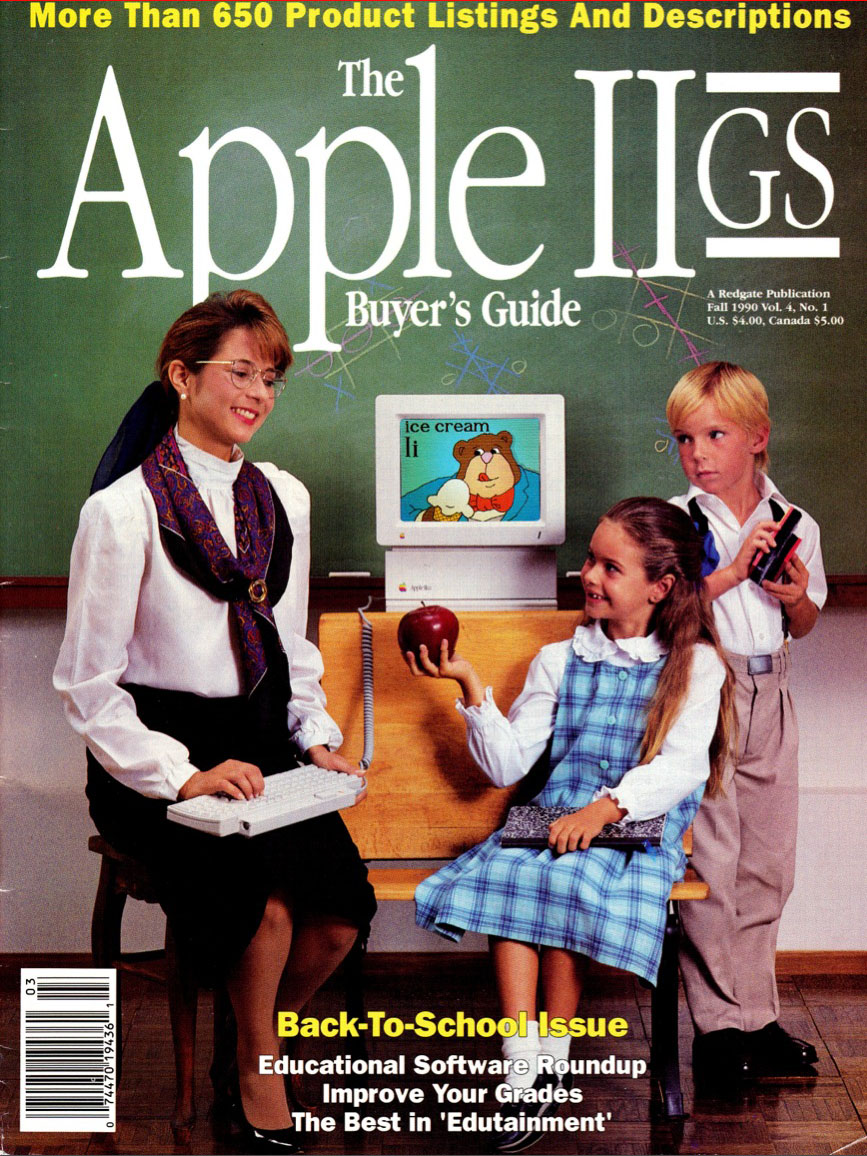 More Than 650 Product Listings And Descriptions
The
Apple IIGS
Buyer's Guide
A Redgate Publication
Fall 1990 Vol. 4, No. 1
U.S. $4.00, Canada $5.00
ice cream
Ii
Back-To-School Issue
Educational Software Roundup
Improve Your Grades
The Best in 'Edutainment'
03
0 74470 19436 1